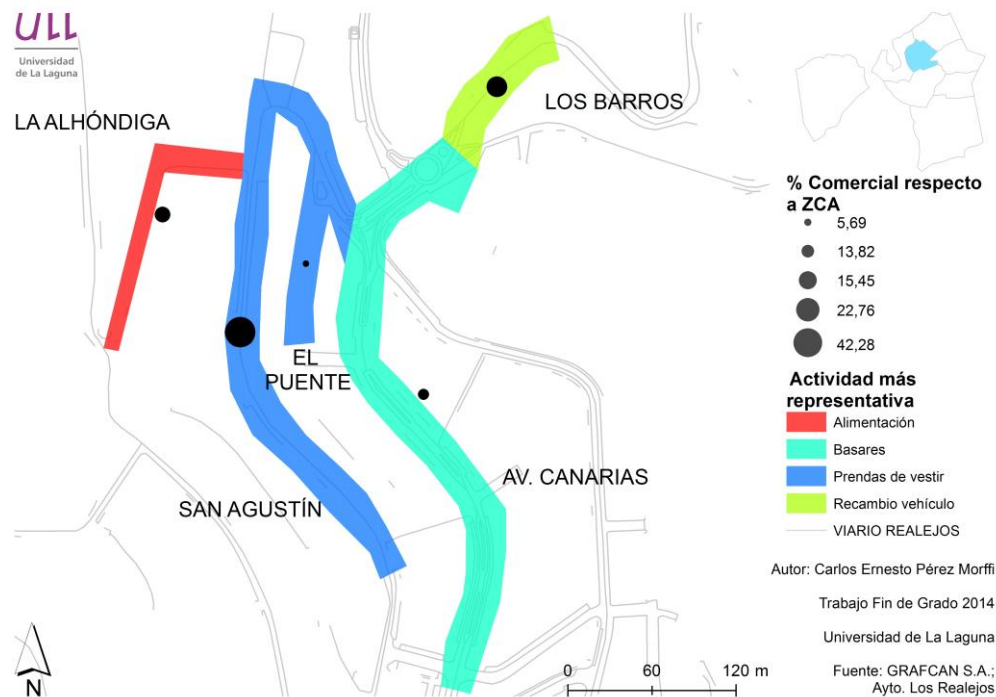 ull
Universidad
de La Laguna
LA ALHÓNDIGA
LOS BARROS
EL
PUENTE
AV. CANARIAS
SAN AGUSTÍN
% Comercial respecto
a ZCA
5,69
13,82
15,45
22,76
42,28
Actividad más
representativa
Alimentación
Basares
Prendas de vestir
Recambio vehículo
VIARIO REALEJOS
Autor: Carlos Ernesto Pérez Morffi
Trabajo Fin de Grado 2014
Universidad de La Laguna
Fuente: GRAFCAN S.A.;
Ayto. Los Realejos
N
0 60 120 m